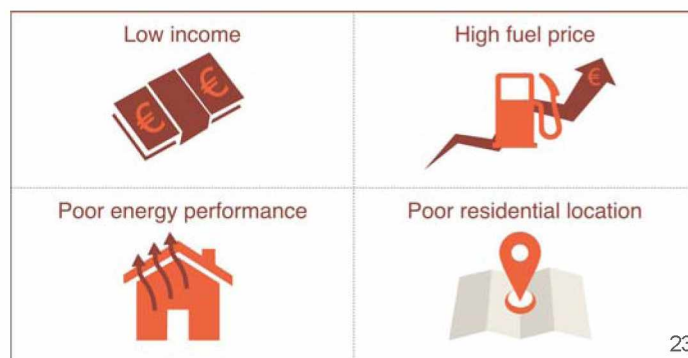 Low income
High fuel price
€ €
€
Poor energy performance
Poor residential location
23